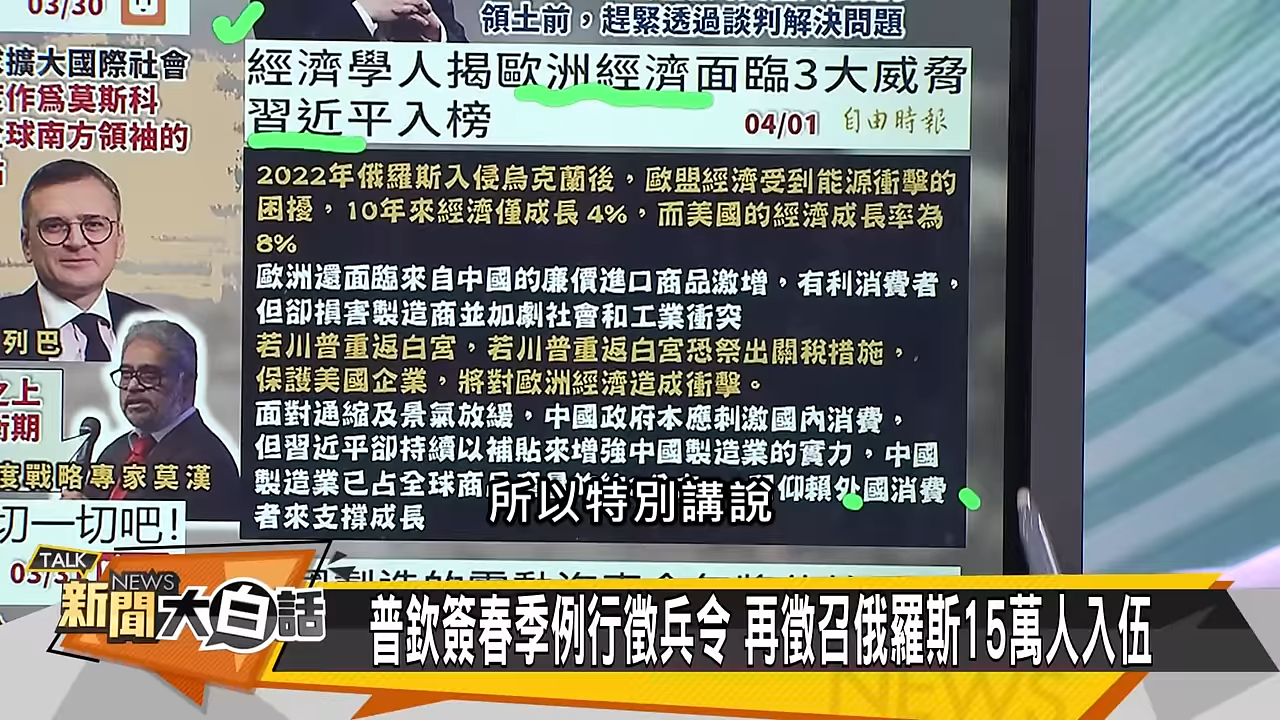 03/30
領土前，趕緊透過談判解決問題
擴大國際社會
作為莫斯科
全球南方領袖的
經濟學人揭歐洲經濟面臨3大威脅
習近平入榜
04/01 自由時報
2022年俄羅斯入侵烏克蘭後，歐盟經濟受到能源衝擊的
困擾，10年來經濟僅成長4%，而美國的經濟成長率為
8%
歐洲還面臨來自中國的廉價進口商品激增，有利消費者，
但卻損害製造商並加劇社會和工業衝突
若川普重返白宮，若川普重返白宮恐祭出關稅措施，
保護美國企業，將對歐洲經濟造成衝擊。
面對通縮及景氣放緩，中國政府本應刺激國內消費，
但習近平卻持續以補貼來增強中國製造業的實力，中國
製造業已占全球商
仰賴外國消費
者來支撐成長
列巴
之上
衝期
度戰略專家莫漢
切一切吧！
03/31
所以特別講說
TALK
NEWS
新聞大白話
普欽簽春季例行徵兵令 再徵召俄羅斯15萬人入伍
NEWS